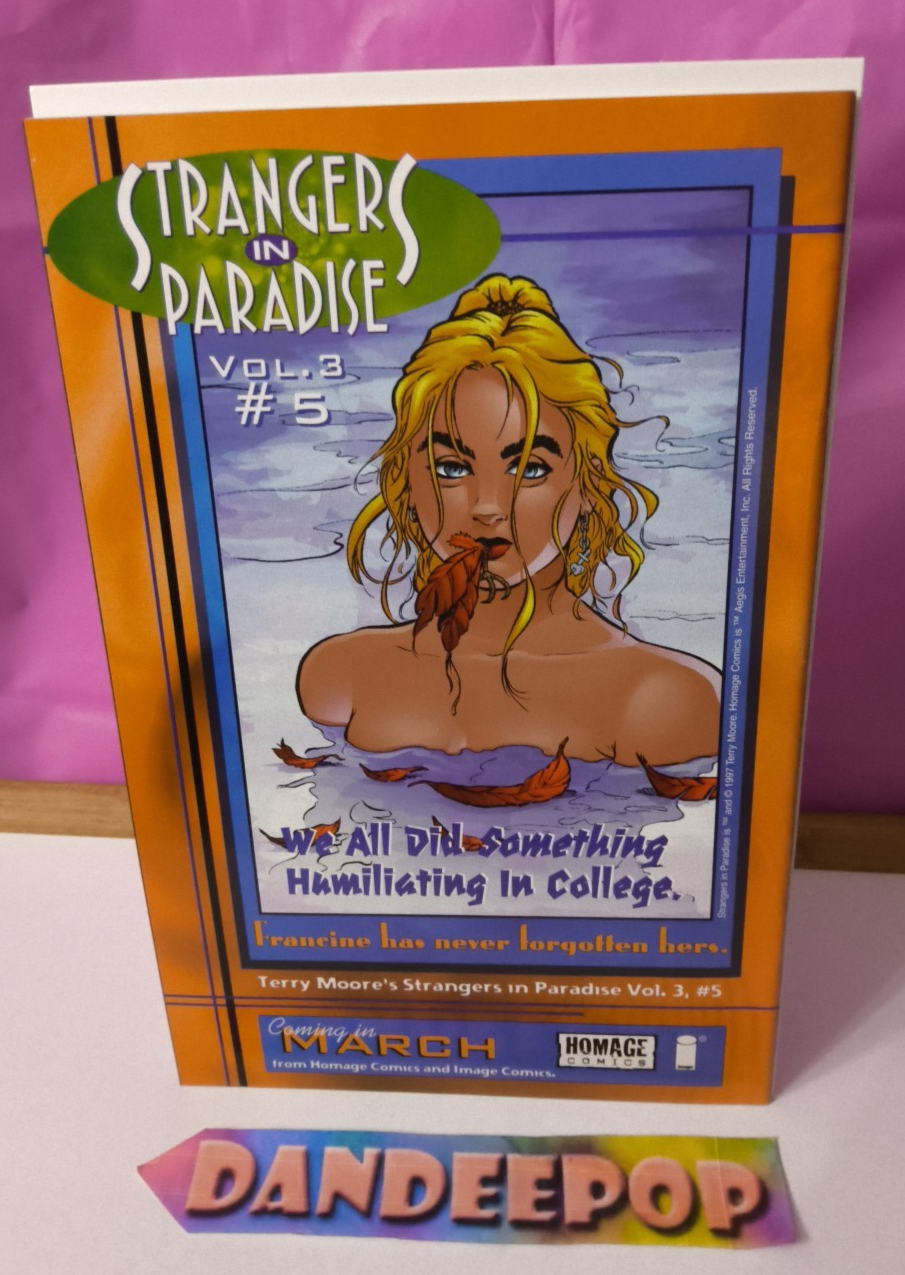 STRANGERS
IN
PARADISE
VOL.3
#5
Strangers in Paradise is ™ and © 1997 Terry Moore. Homage Comics is ™ Aegis Entertainment, Inc. All Rights Reserved.
We All Did Something
Humiliating In College.
Francine has never forgotten hers.
Terry Moore's Strangers in Paradise Vol. 3, #5
Coming in
MARCH
from Homage Comics and Image Comics.
HOMAGE
COMICS
image®
DANDEEPOP